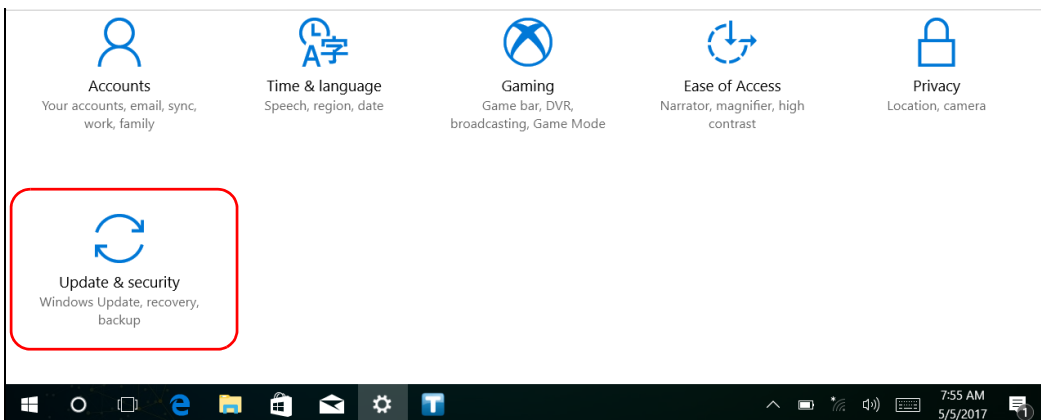 Accounts
Your accounts, email, sync,
work, family
Time & language
Speech, region, date
Gaming
Game bar, DVR,
broadcasting, Game Mode
Ease of Access
Narrator, magnifier, high
contrast
Privacy
Location, camera
Update & security
Windows Update, recovery,
backup
7:55 AM
5/5/2017
1